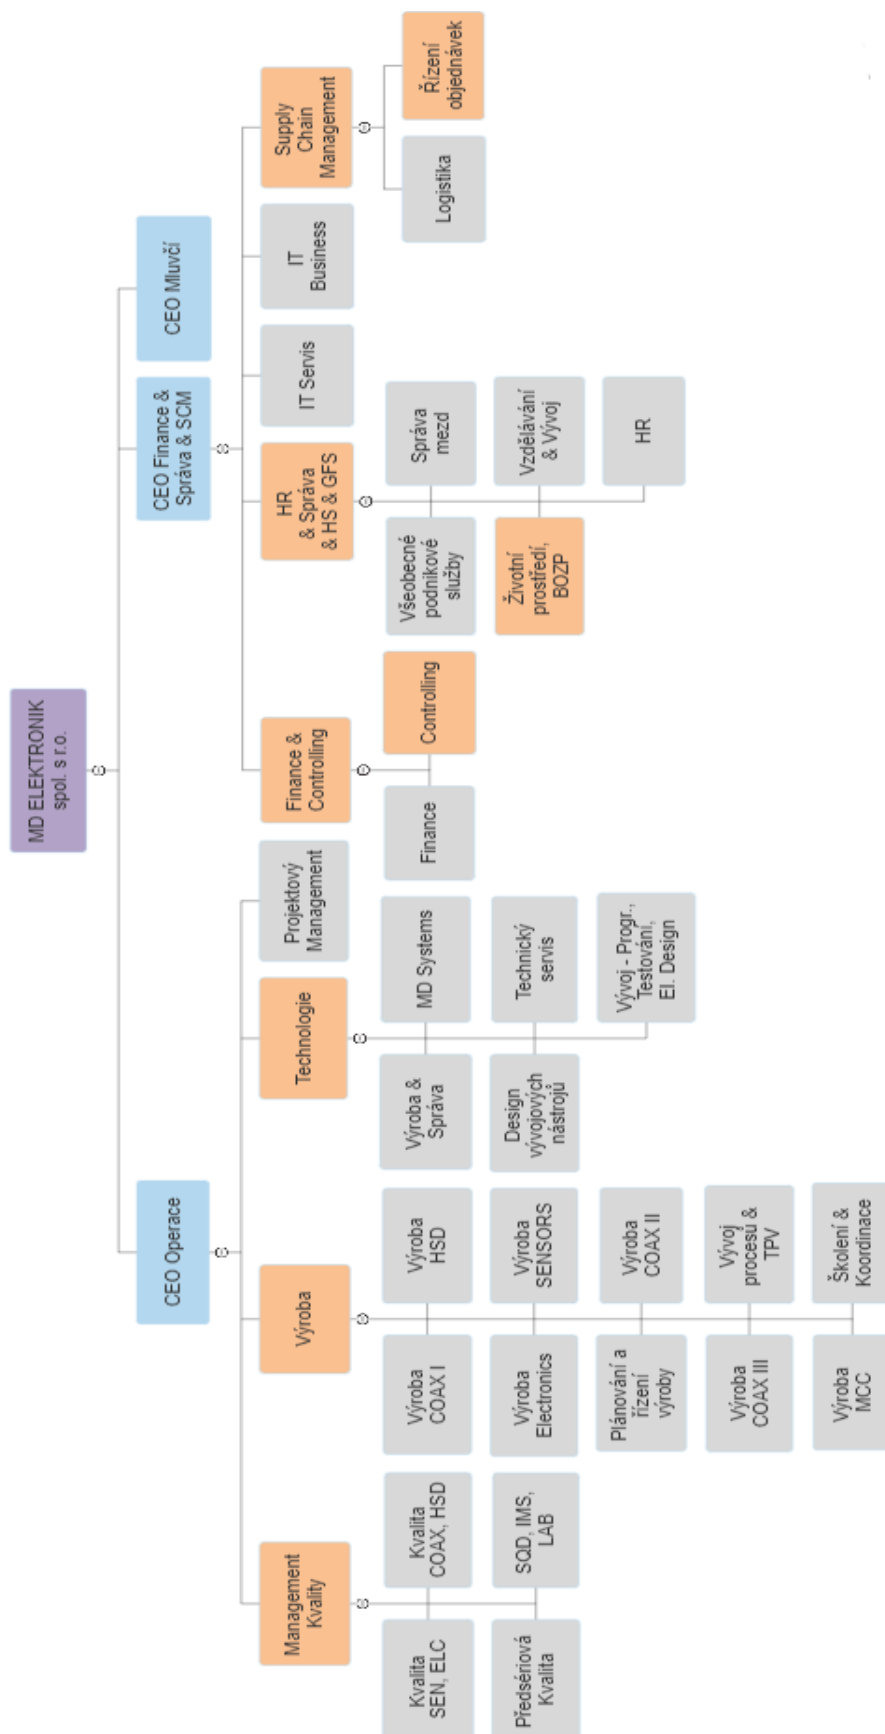 MD ELEKTRONIK
spol. s r.o.
CEO Operace
CEO Finance &
Správa & SCM
CEO Mluvčí
Management
Kvality
Výroba
Technologie
Projektový
Management
Finance &
Controlling
HR
& Správa
& HS & GFS
IT Servis
IT
Business
Supply
Chain
Management
Kvalita
SEN, ELC
Kvalita
COAX, HSD
Předsériová
Kvalita
SQD, IMS,
LAB
Výroba
COAX I
Výroba
HSD
Výroba
Electronics
Výroba
SENSORS
Plánování a
řízení
výroby
Výroba
COAX II
Výroba
COAX III
Vývoj
procesu &
TPV
Výroba
MCC
Školení &
Koordinace
Výroba &
Správa
MD Systems
Design
vývojových
nástrojů
Technický
servis
Vývoj - Progr.,
Testování,
El. Design
Finance
Controlling
Všeobecné
podnikové
služby
Správa
mezd
Životní
prostředí,
BOZP
Vzdělávání
& Vývoj
HR
Logistika
Řízení
objednávek